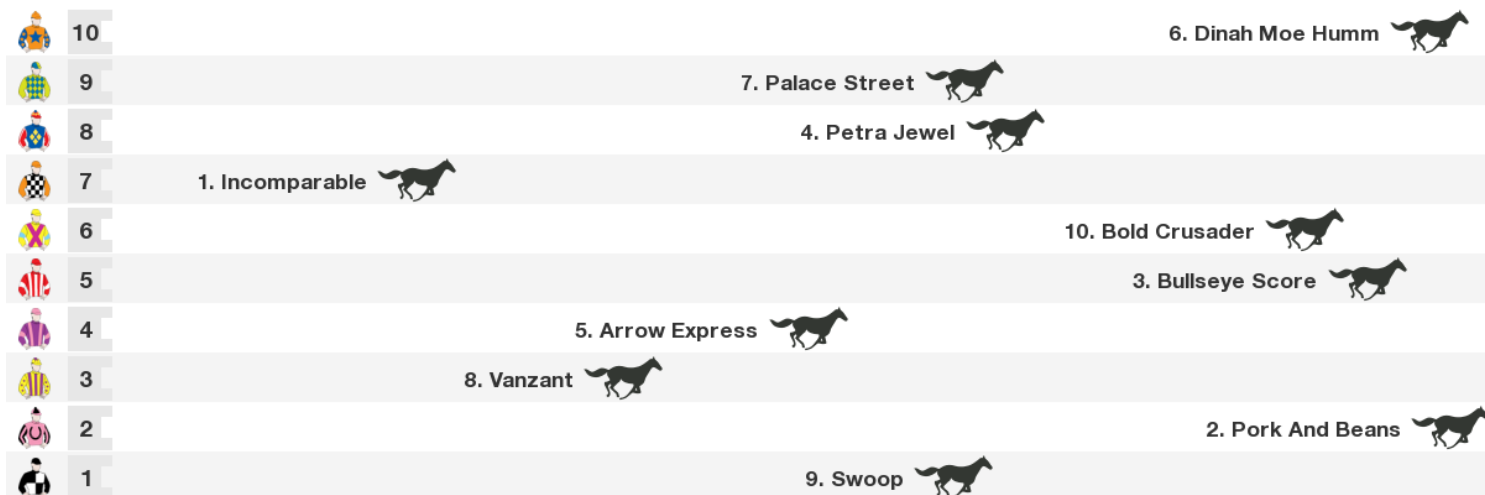 10 6. Dinah Moe Humm
9 7. Palace Street
8 4. Petra Jewel
7 1. Incomparable
6 10. Bold Crusader
5 3. Bullseye Score
4 5. Arrow Express
3 8. Vanzant
2 2. Pork And Beans
1 9. Swoop